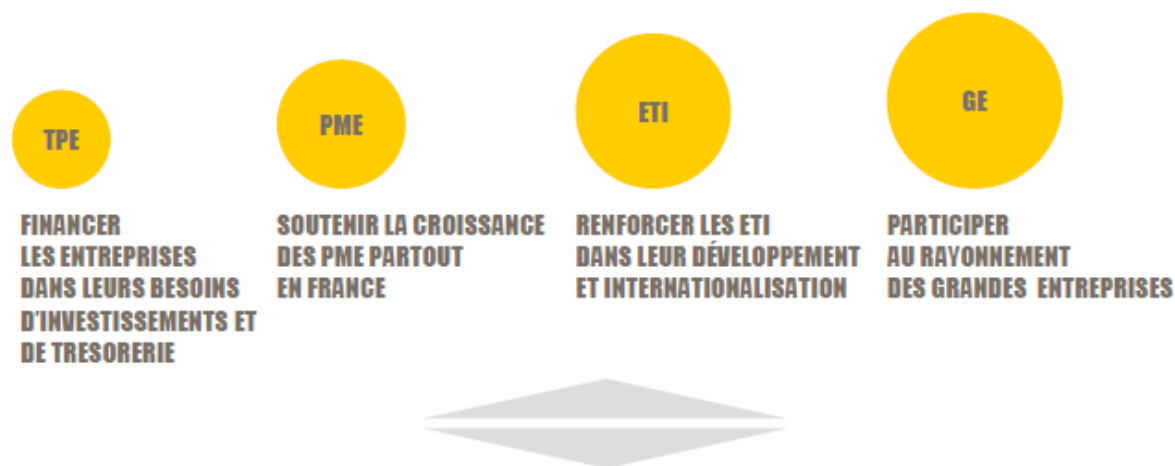 TPE
FINANCER
LES ENTREPRISES
DANS LEURS BESOINS
D'INVESTISSEMENTS ET
DE TRESORERIE
PME
SOUTENIR LA CROISSANCE
DES PME PARTOUT
EN FRANCE
ETI
RENFORCER LES ETI
DANS LEUR DÉVELOPPEMENT
ET INTERNATIONALISATION
GE
PARTICIPER
AU RAYONNEMENT
DES GRANDES ENTREPRISES